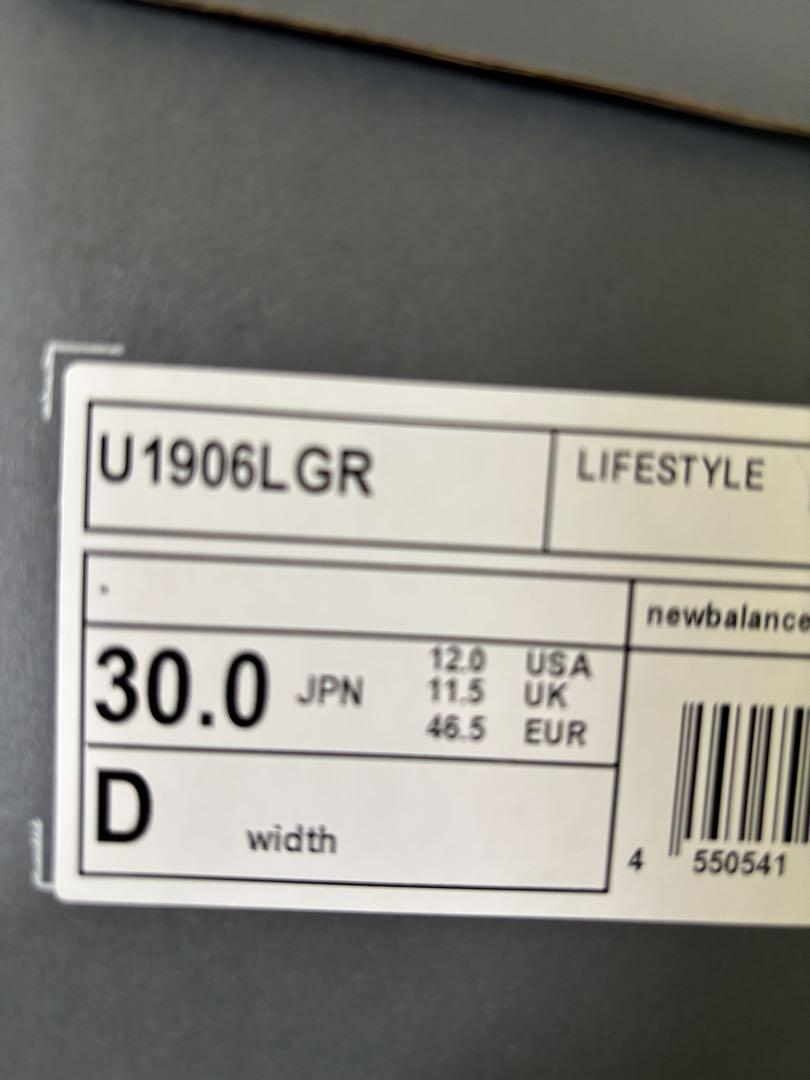 U1906LGR
LIFESTYLE
newbalance
30.0 JPN
12.0 USA
11.5 UK
46.5 EUR
D width
4 550541